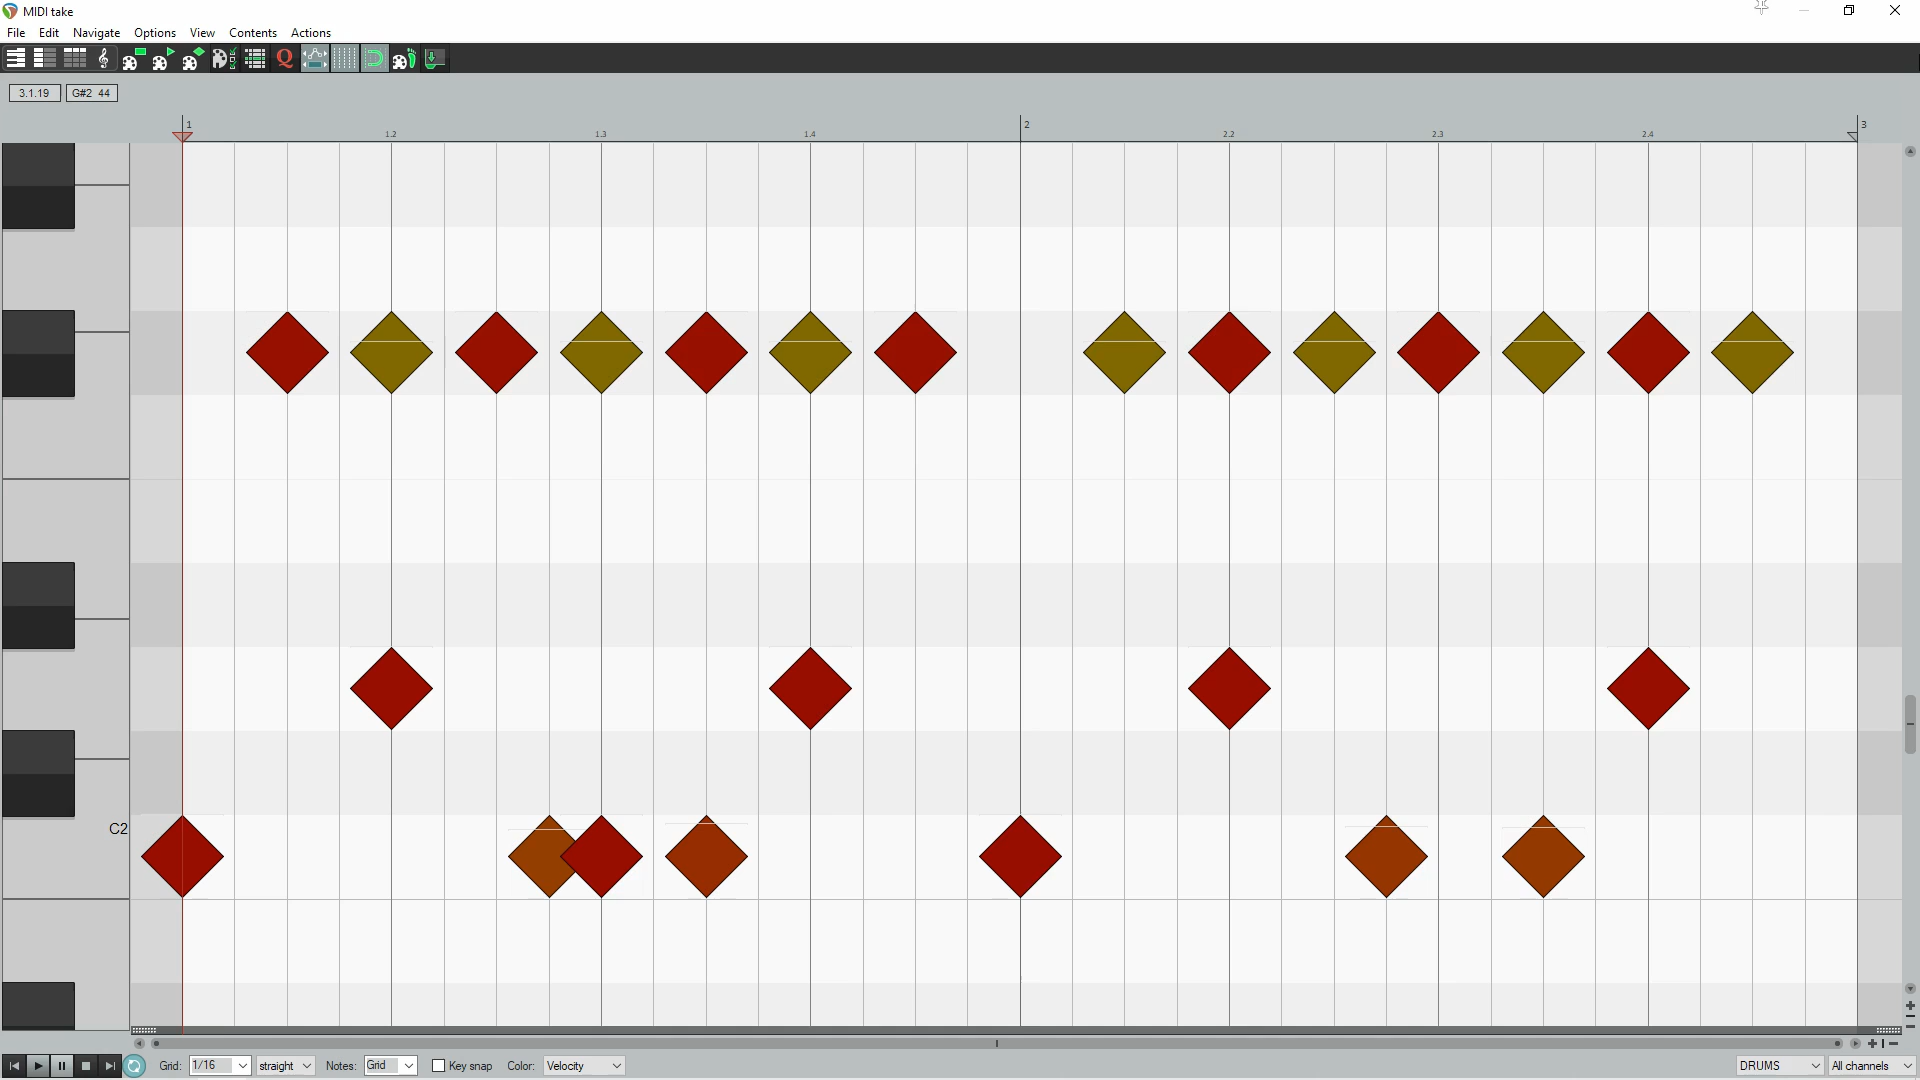 MIDI take
File Edit Navigate Options View Contents Actions
Q
3.1.19 G#2 44
1 1.2 1.3 1.4 2 2.2 2.3 2.4 3
C2
Grid: 1/16 straight Notes: Grid Key snap Color: Velocity DRUMS All channels